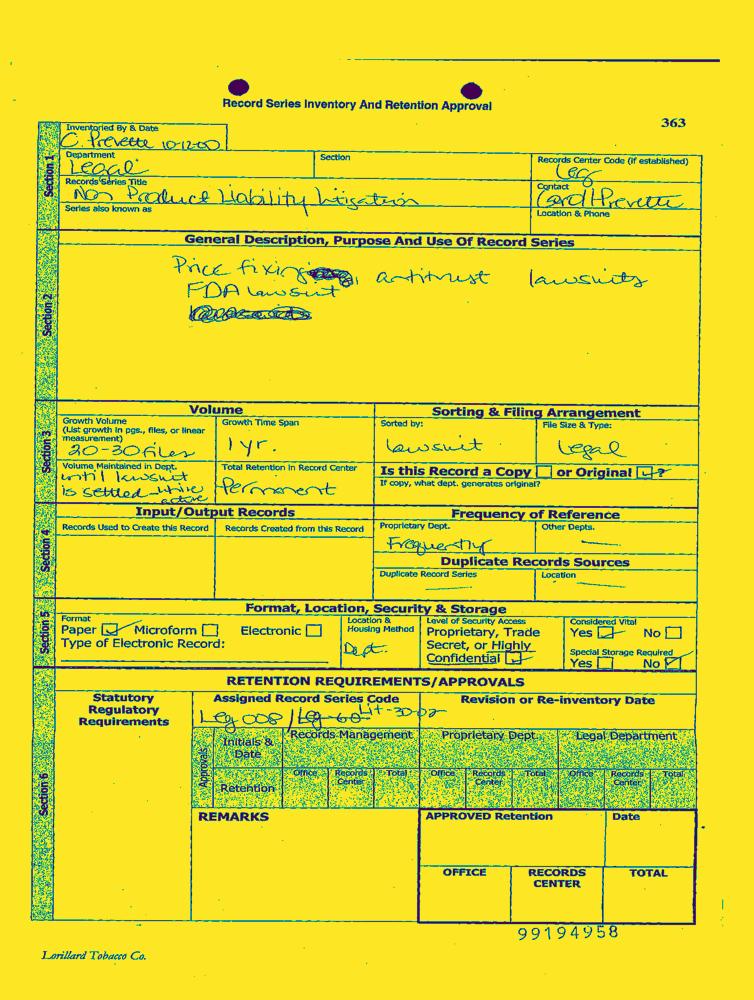 Record Series Inventory And Retention Approval
363
Section 1
Inventoried By & Date
C. Prevette 10-12-00
Department
Legal
Section
Records Center Code (if established)
Leg
Records Series Title
Non Product Liability Litigation
Contact
Carol Prevette
Series also known as
Location & Phone
Section 2
General Description, Purpose And Use Of Record Series
Price fixing, antitrust lawsuits
FDA Lawsuit
Section 3
Volume
Sorting & Filing Arrangement
Growth Volume
(List growth in pgs., files, or linear
measurement)
20-30 files
Growth Time Span
1 yr.
Sorted by:
Lawsuit
File Size & Type:
Legal
Volume Maintained in Dept.
until lawsuit
is settled - while
active
Total Retention in Record Center
Permanent
Is this Record a Copy or Original ?
If copy, what dept. generates original?
Section 4
Input/Output Records
Frequency of Reference
Records Used to Create this Record
Records Created from this Record
Proprietary Dept.
Frequently
Other Depts.
Duplicate Records Sources
Duplicate Record Series
Location
Section 5
Format, Location, Security & Storage
Format
Paper Microform Electronic
Type of Electronic Record:
Location &
Housing Method
Dept.
Level of Security Access
Proprietary, Trade
Secret, or Highly
Confidential
Considered Vital
Yes No
Special Storage Required
Yes No
Section 6
RETENTION REQUIREMENTS/APPROVALS
Statutory
Regulatory
Requirements
Assigned Record Series Code
Leg 008 / Leg-60 Lit-30-02
Revision or Re-inventory Date
Approvals
Initials &
Date
Records Management
Proprietary Dept.
Legal Department
Retention
Office Records Center Total Office Records Center Total Office Records Center Total
REMARKS
APPROVED Retention
Date
OFFICE
RECORDS
CENTER
TOTAL
99194958
Lorillard Tobacco Co.